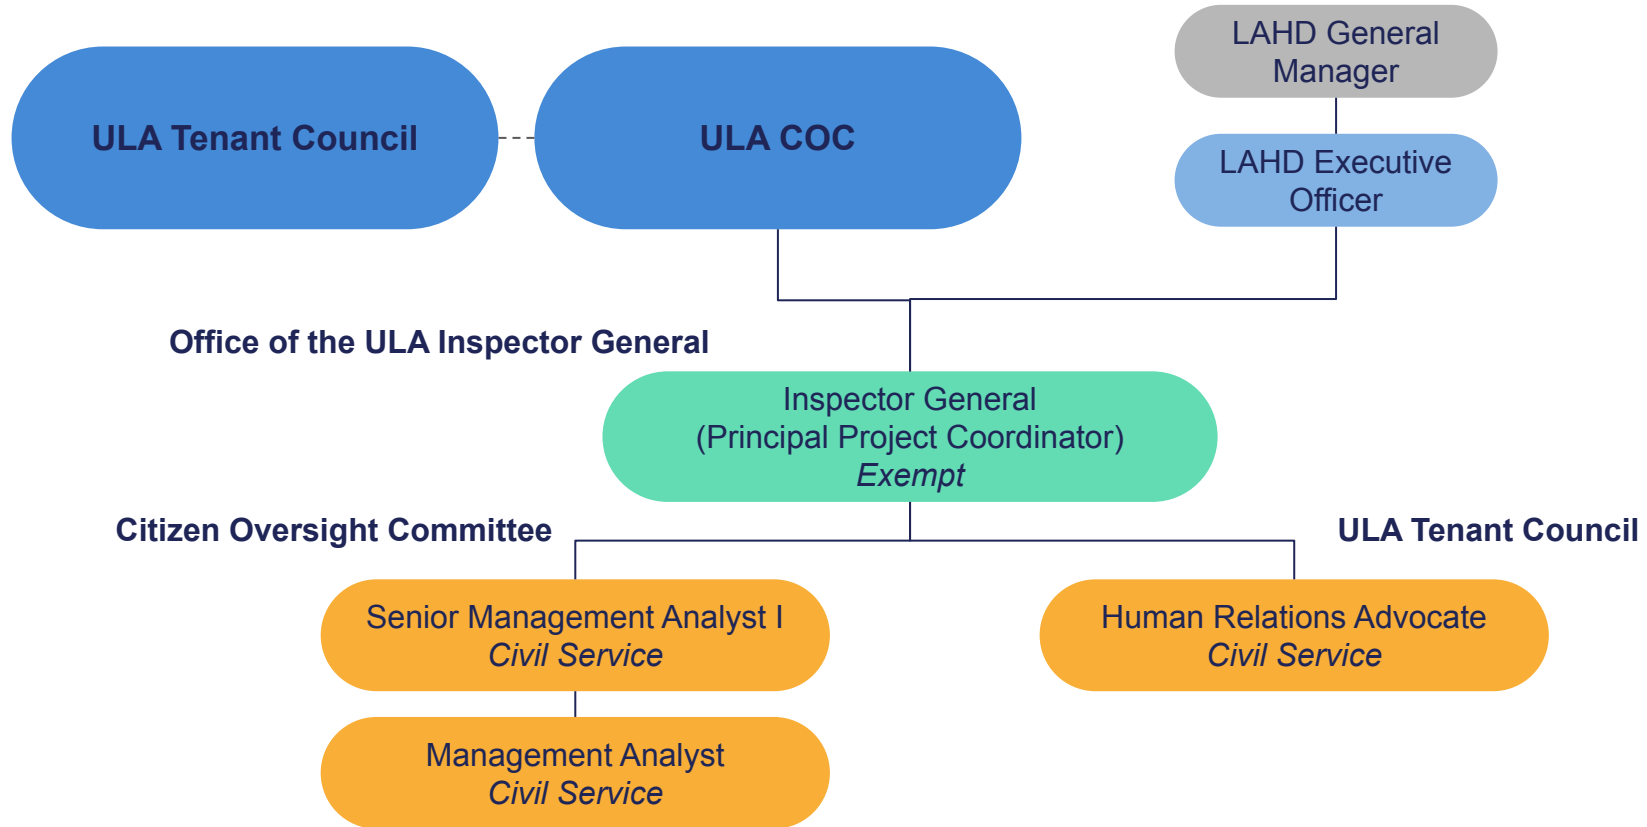 LAHD General
Manager
ULA Tenant Council
ULA COC
LAHD Executive
Officer
Office of the ULA Inspector General
Inspector General
(Principal Project Coordinator)
Exempt
Citizen Oversight Committee
ULA Tenant Council
Senior Management Analyst I
Civil Service
Human Relations Advocate
Civil Service
Management Analyst
Civil Service